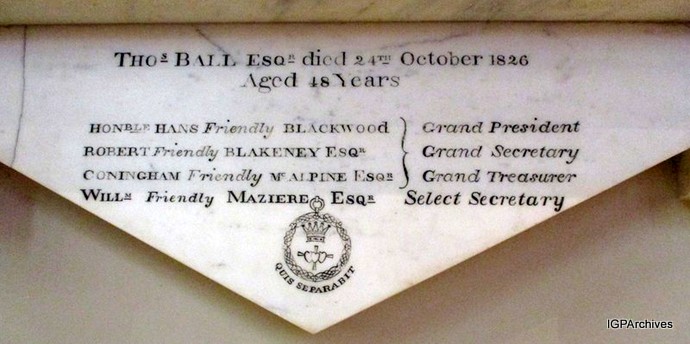 THOS BALL ESQR died 24TH October 1826
Aged 48 Years
HONBLE HANS Friendly BLACKWOOD } Grand President
ROBERT Friendly BLAKENEY ESQR } Grand Secretary
CONINGHAM Friendly McALPINE ESQR } Grand Treasurer
WILLM Friendly MAZIERE ESQR Select Secretary
QUIS SEPARABIT
IGPArchives